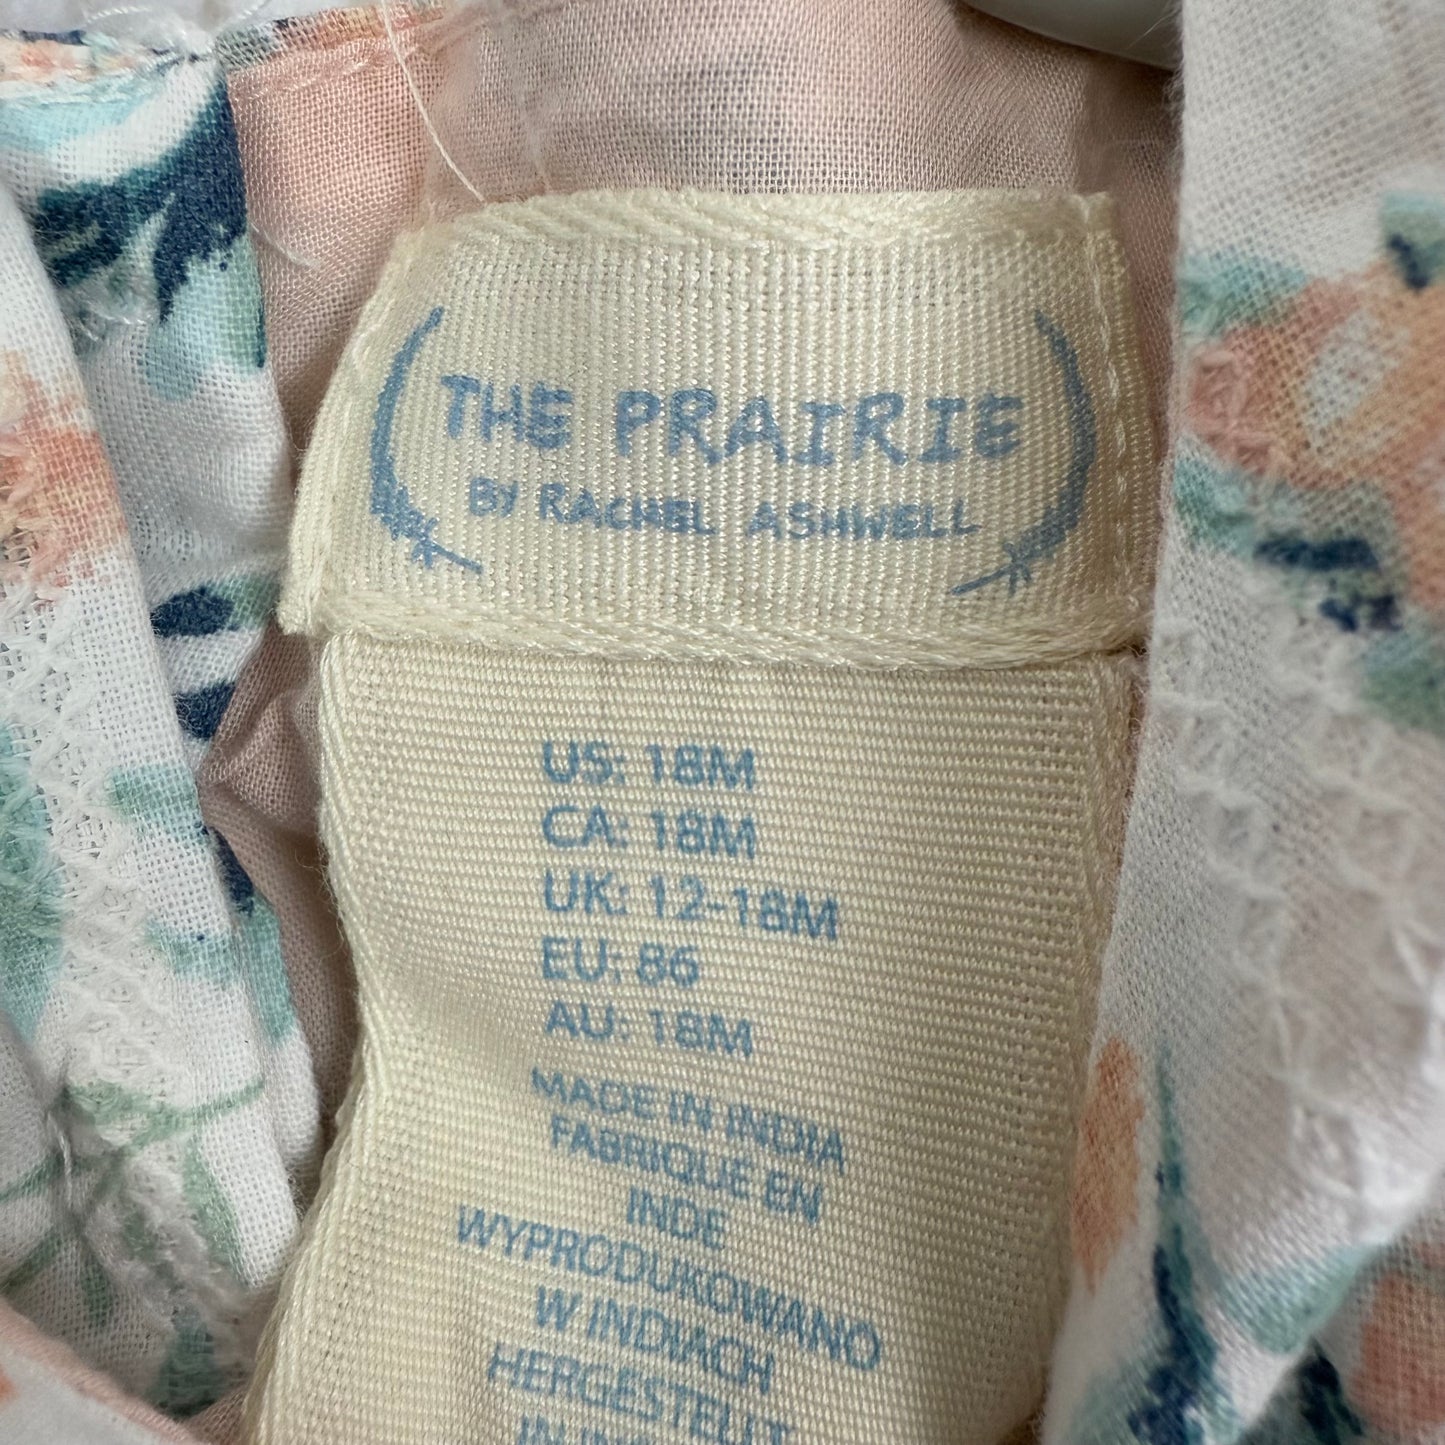 THE PRAIRIE
BY RACHEL ASHWELL
US: 18M
CA: 18M
UK: 12-18M
EU: 86
AU: 18M
MADE IN INDIA
FABRIQUÉ EN
INDE
WYPRODUKOWANO
W INDIACH
HERGESTELLT